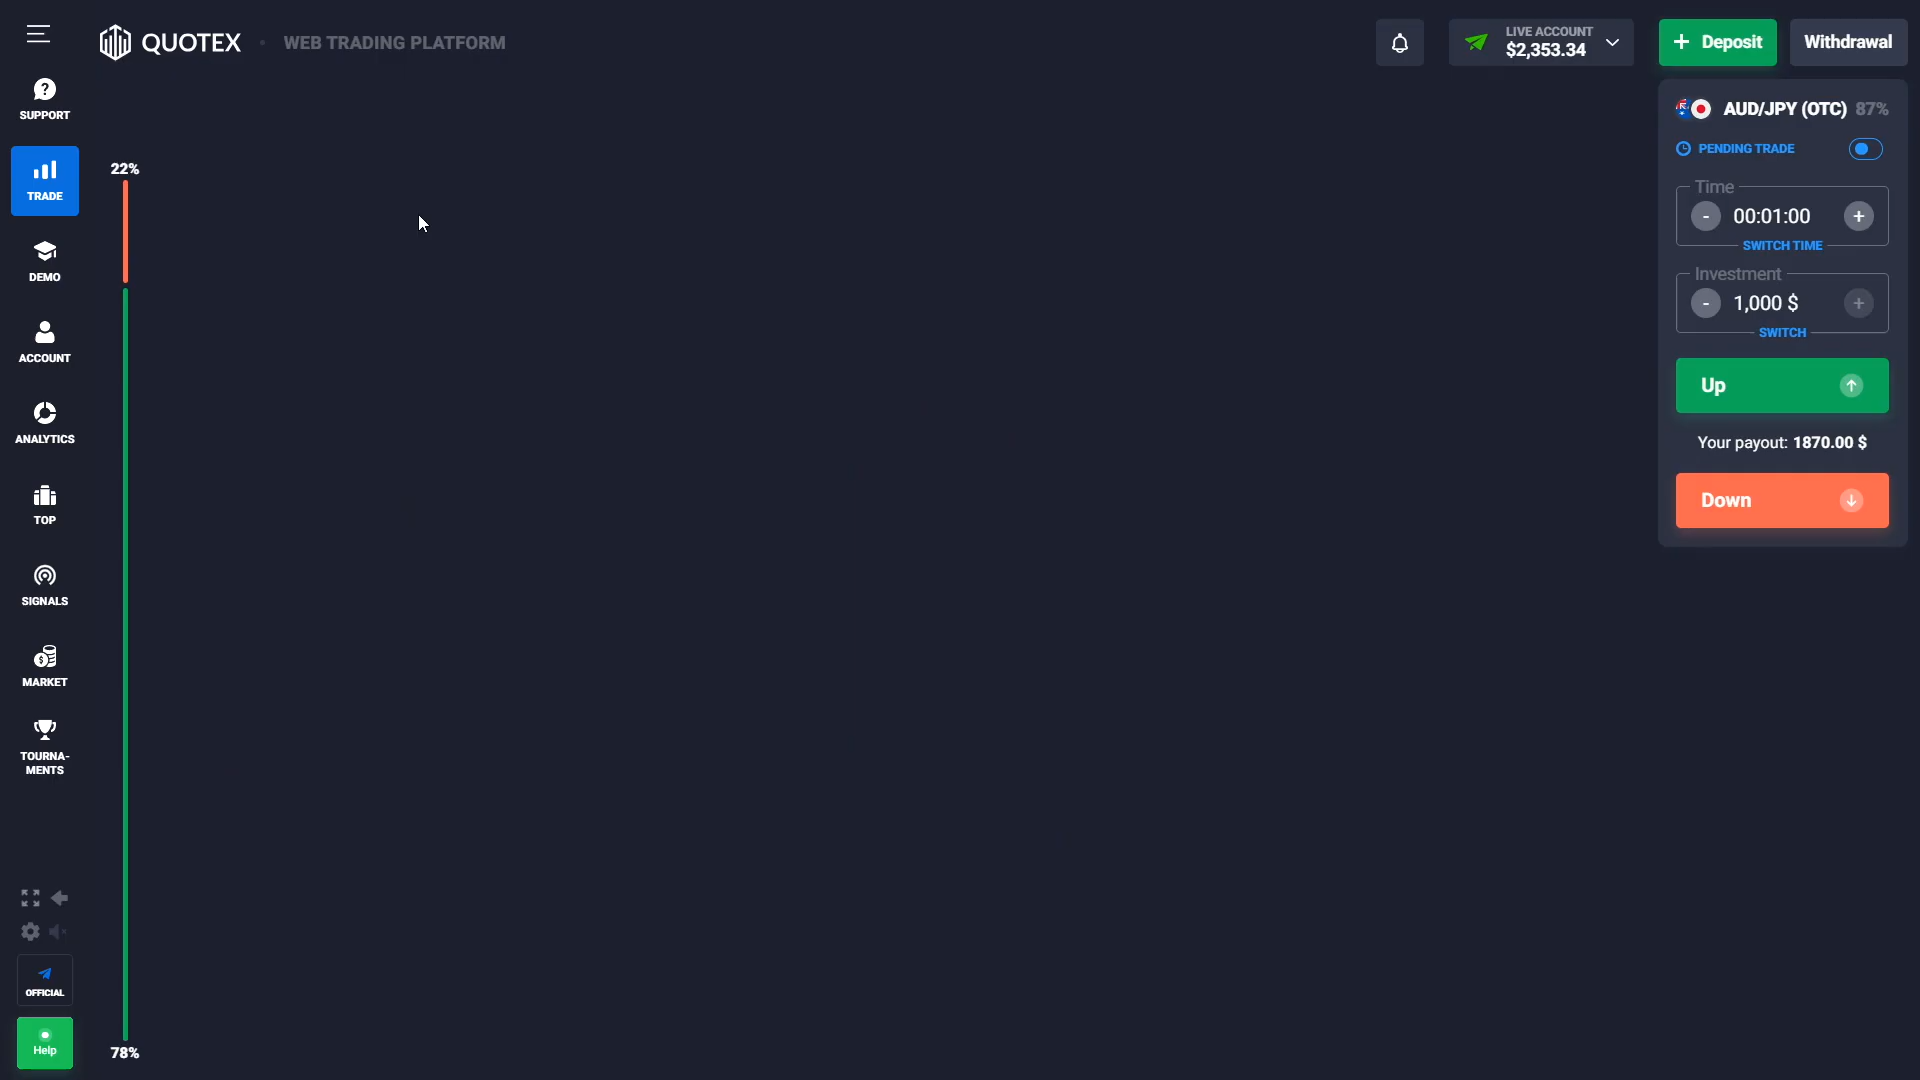 QUOTEX
WEB TRADING PLATFORM
LIVE ACCOUNT
$2,353.34
+ Deposit
Withdrawal
SUPPORT
TRADE
DEMO
ACCOUNT
ANALYTICS
TOP
SIGNALS
MARKET
TOURNA-
MENTS
OFFICIAL
Help
22%
78%
AUD/JPY (OTC) 87%
PENDING TRADE
Time
- 00:01:00 +
SWITCH TIME
Investment
- 1,000 $ +
SWITCH
Up
Your payout: 1870.00 $
Down